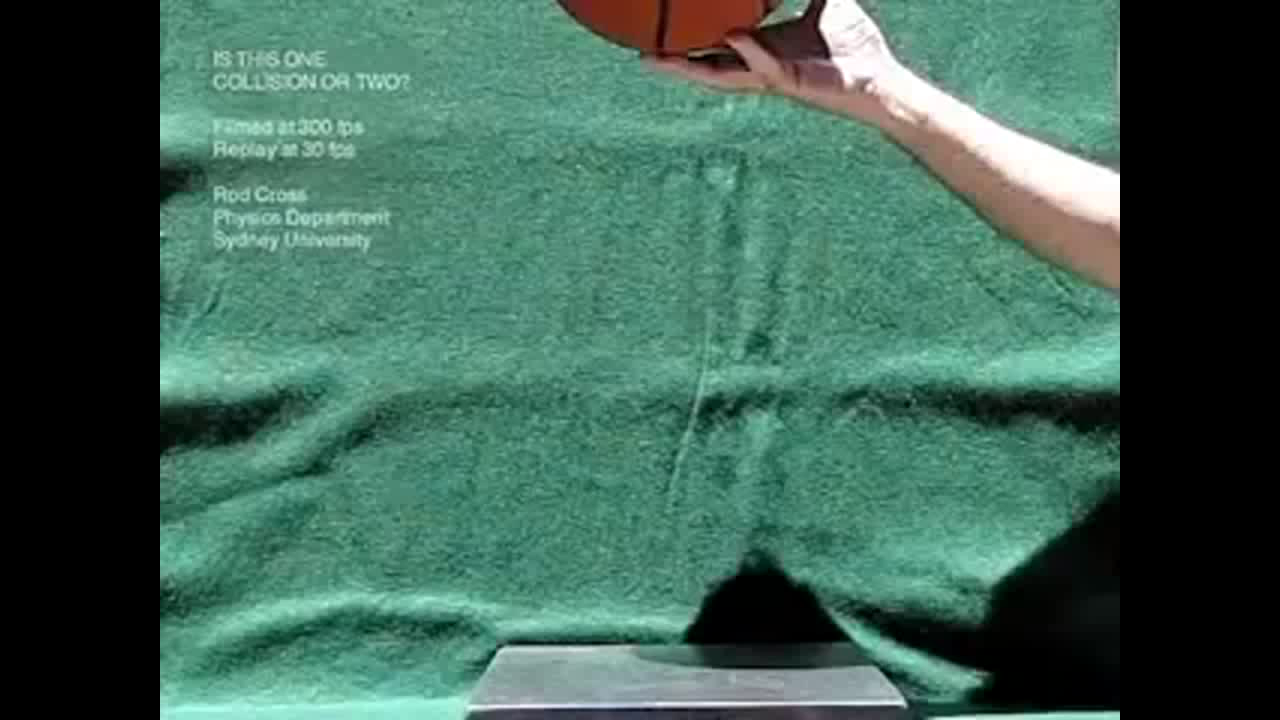 IS THIS ONE
COLLISION OR TWO?
Filmed at 300 fps
Replay at 30 fps
Rod Cross
Physics Department
Sydney University